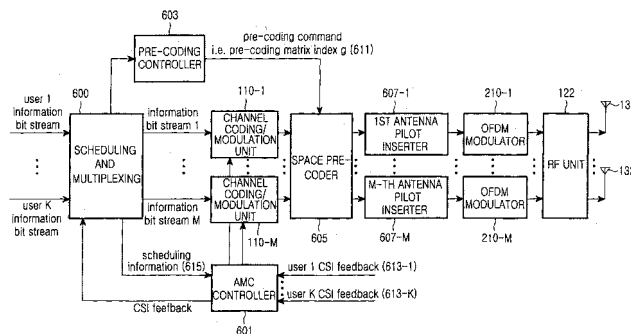 603
PRE-CODING
CONTROLLER
pre-coding command
i.e. pre-coding matrix index g (611)
600
110-1
605
607-1
210-1
122
user 1
information
bit stream
SCHEDULING
AND
MULTIPLEXING
information
bit stream 1
CHANNEL
CODING/
MODULATION
UNIT
SPACE PRE-
CODER
1ST ANTENNA
PILOT
INSERTER
OFDM
MODULATOR
RF UNIT
13
user K
information
bit stream
information
bit stream M
CHANNEL
CODING/
MODULATION
UNIT
M-TH ANTENNA
PILOT
INSERTER
OFDM
MODULATOR
132
110-M
607-M
210-M
scheduling
information (615)
CSI feefback
AMC
CONTROLLER
601
user 1 CSI feedback (613-1)
user K CSI feedback (613-K)